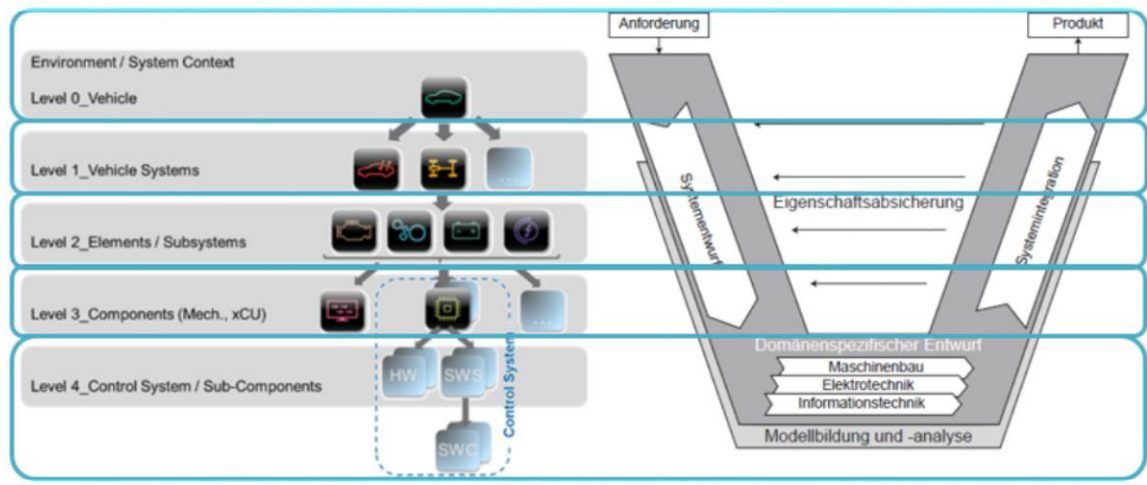 Environment / System Context
Level 0_Vehicle
Level 1_Vehicle Systems
...
Level 2_Elements / Subsystems
Level 3_Components (Mech., xCU)
...
Level 4_Control System / Sub-Components
HW
SWS
SWC
Control System
Anforderung
Produkt
Systementwurf
Eigenschaftsabsicherung
Systemintegration
Domänenspezifischer Entwurf
Maschinenbau
Elektrotechnik
Informationstechnik
Modellbildung und -analyse